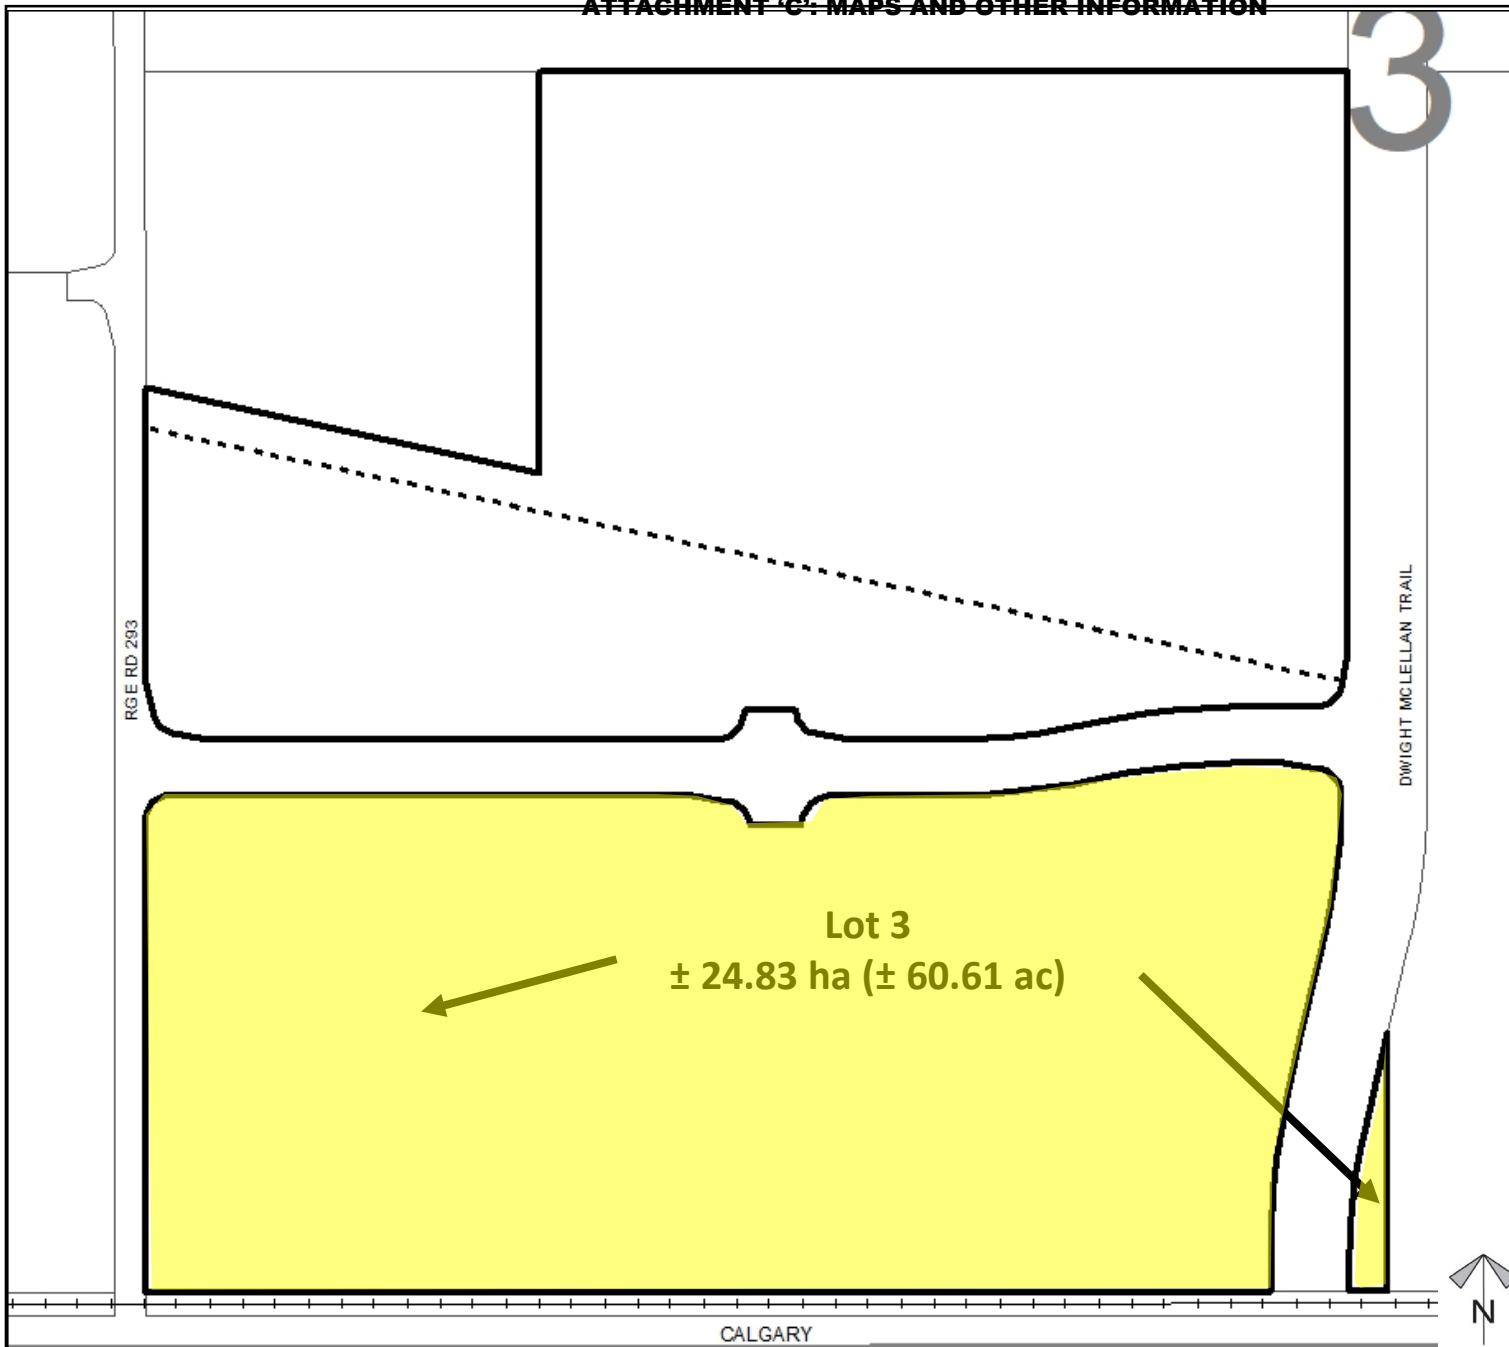 ATTACHMENT ‘C’: MAPS AND OTHER INFORMATION
3
RGE RD 293
DWIGHT MCLELLAN TRAIL
Lot 3
± 24.83 ha (± 60.61 ac)
N
CALGARY